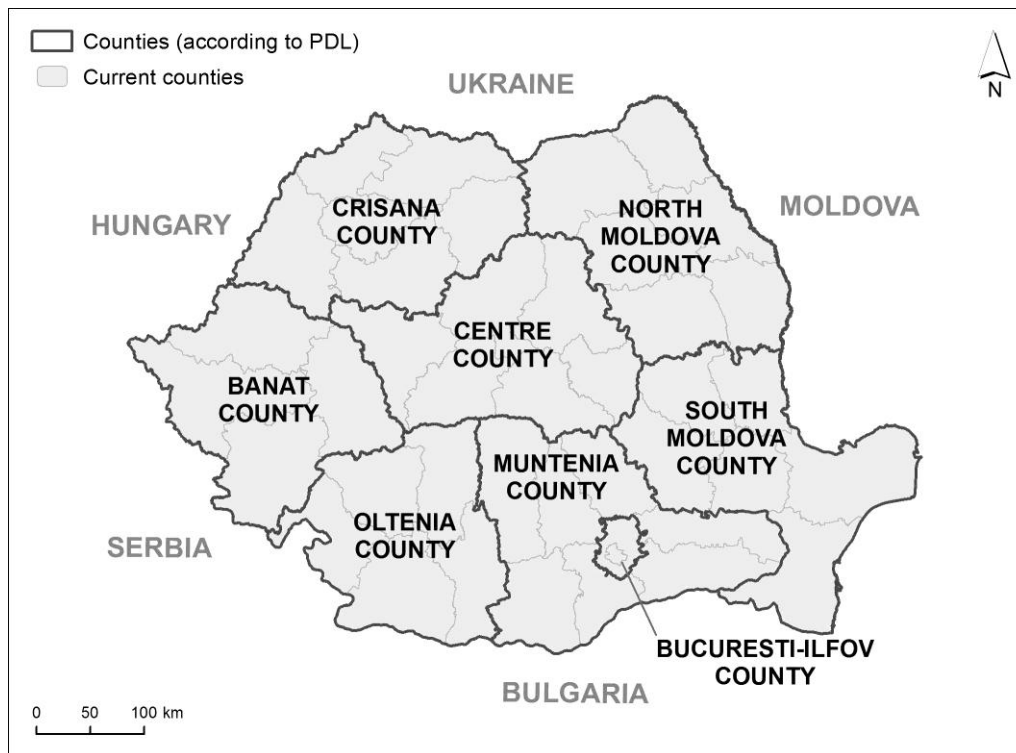 Counties (according to PDL)
Current counties
N
UKRAINE
MOLDOVA
HUNGARY
CRISANA
COUNTY
NORTH
MOLDOVA
COUNTY
CENTRE
COUNTY
BANAT
COUNTY
SOUTH
MOLDOVA
COUNTY
MUNTENIA
COUNTY
OLTENIA
COUNTY
SERBIA
BUCURESTI-ILFOV
COUNTY
BULGARIA
0 50 100 km